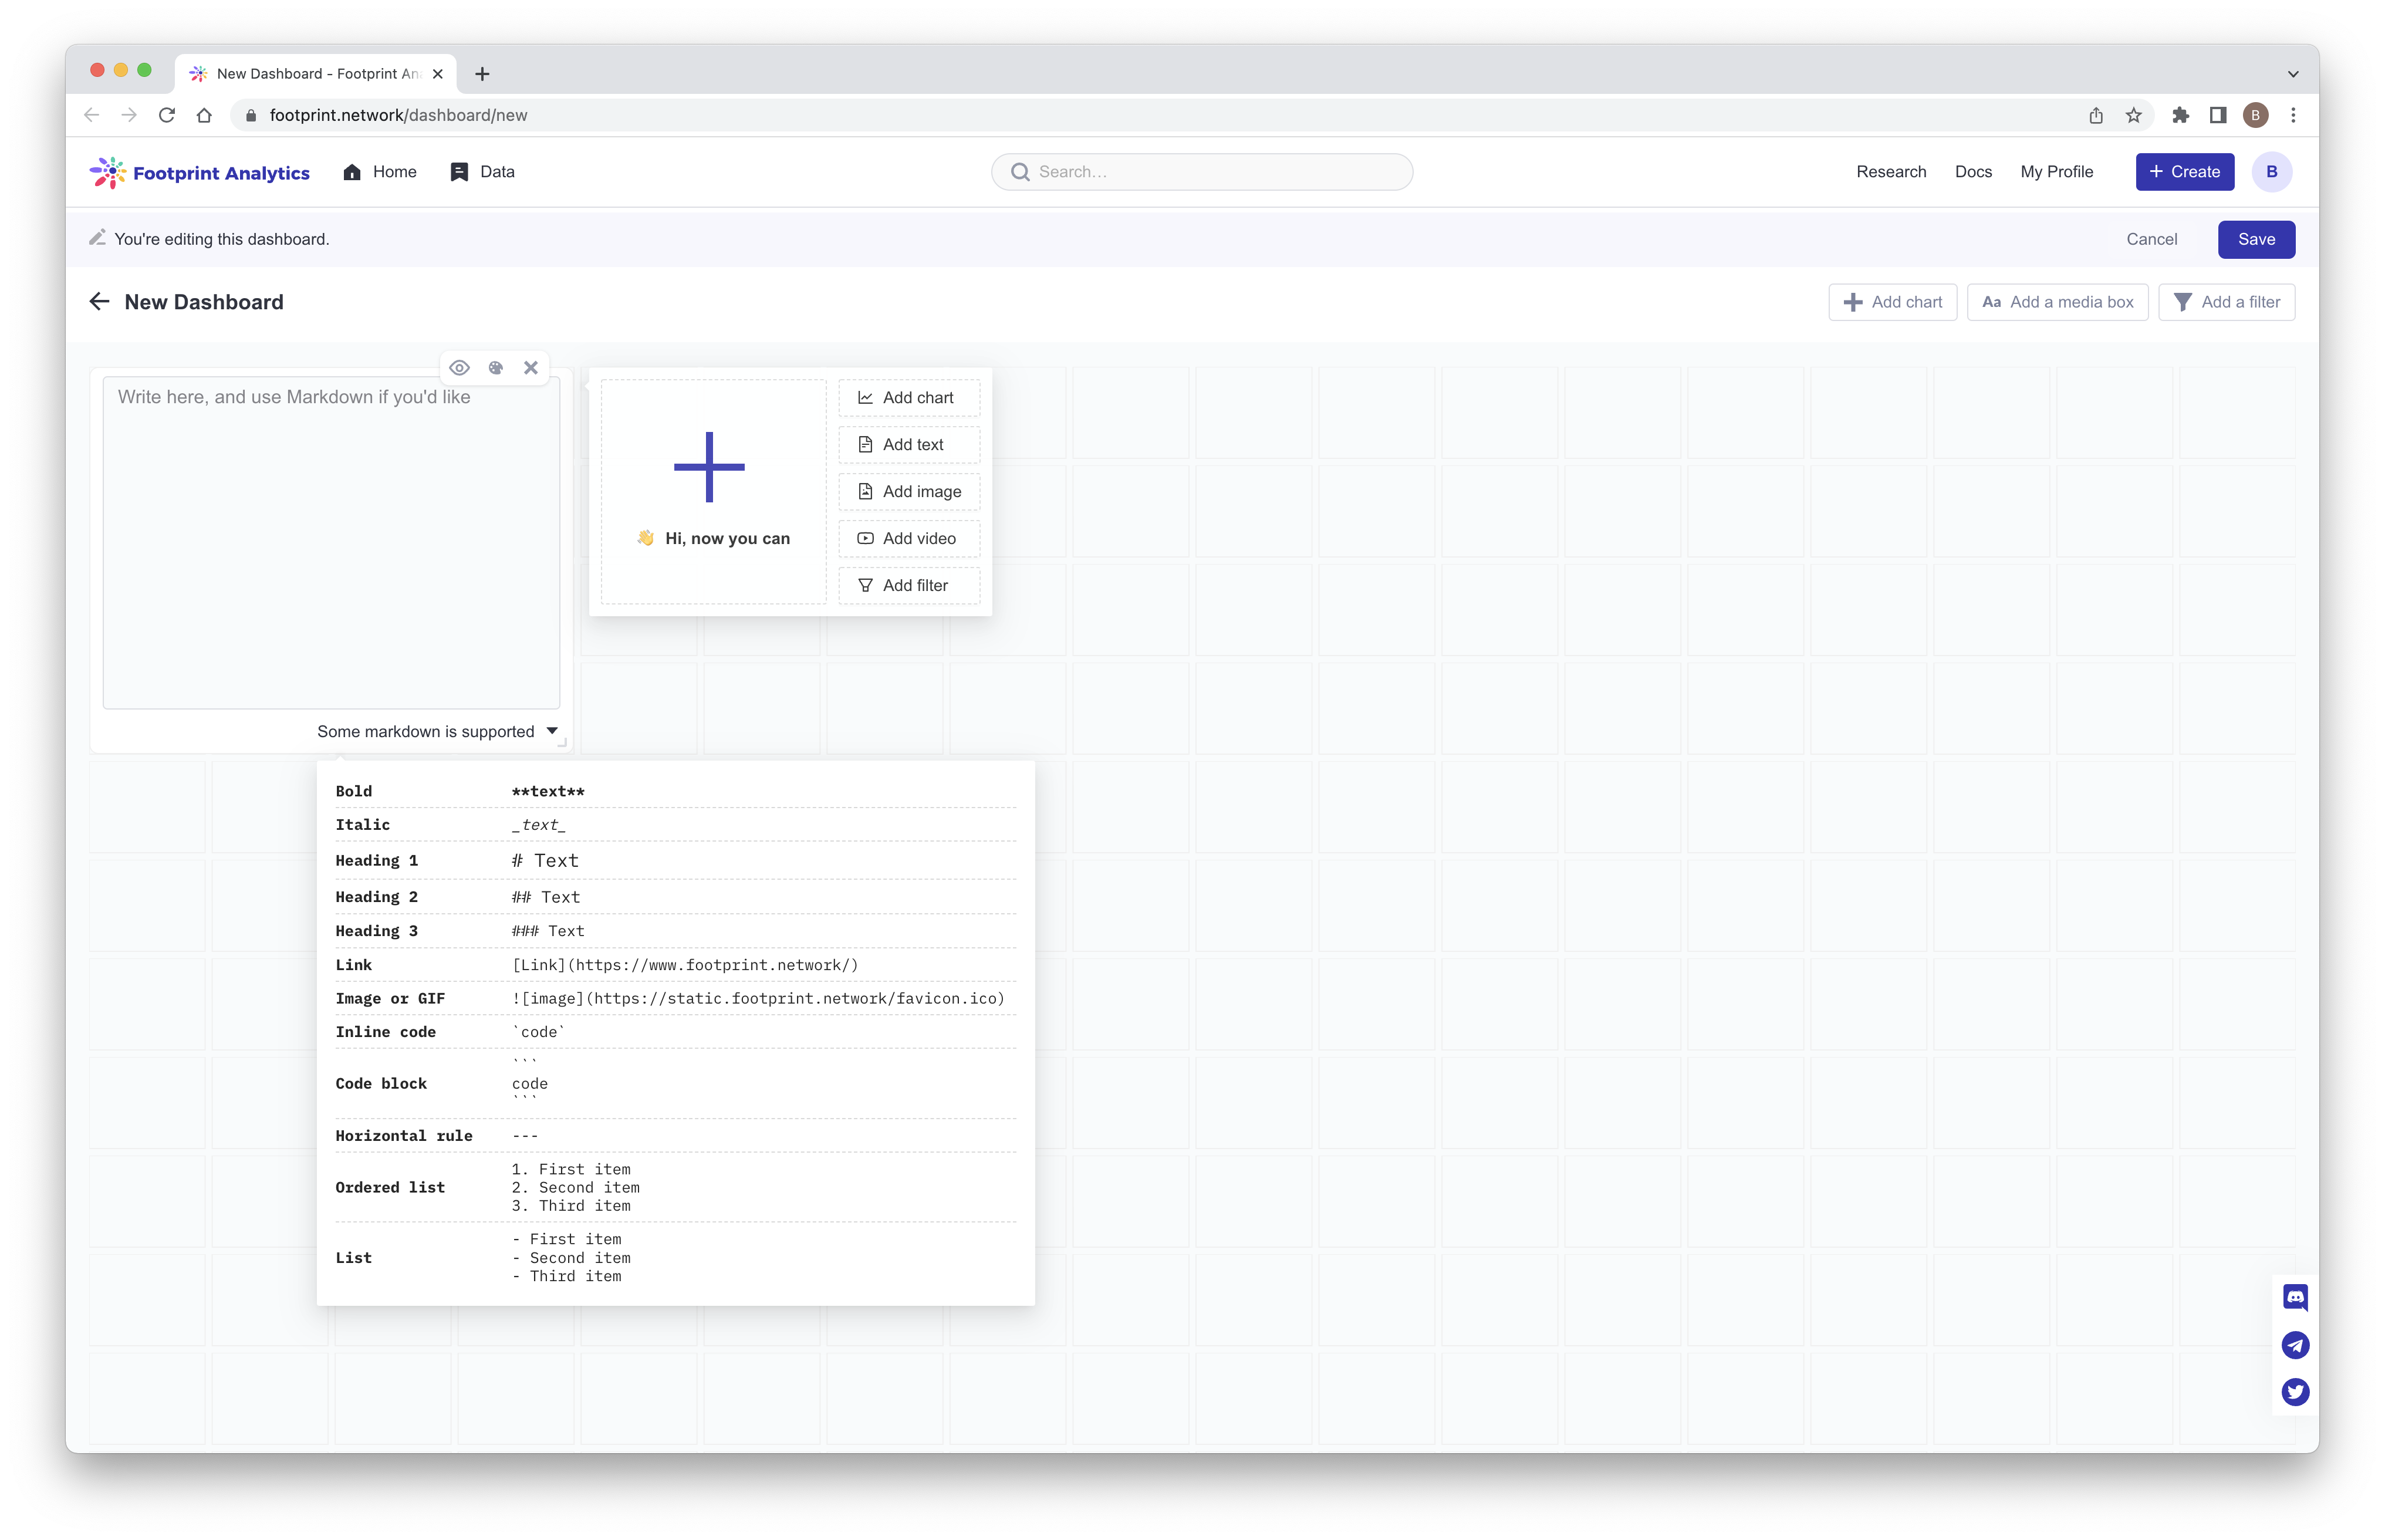 New Dashboard - Footprint An
footprint.network/dashboard/new
B
Footprint Analytics
Home
Data
Search...
Research
Docs
My Profile
+ Create
B
You're editing this dashboard.
Cancel
Save
New Dashboard
Add chart
Aa Add a media box
Add a filter
Write here, and use Markdown if you'd like
Some markdown is supported
👋 Hi, now you can
Add chart
Add text
Add image
Add video
Add filter
Bold **text**
Italic _text_
Heading 1 # Text
Heading 2 ## Text
Heading 3 ### Text
Link [Link](https://www.footprint.network/)
Image or GIF ![image](https://static.footprint.network/favicon.ico)
Inline code `code`
```
Code block code
```
Horizontal rule ---
1. First item
Ordered list 2. Second item
3. Third item
- First item
List - Second item
- Third item